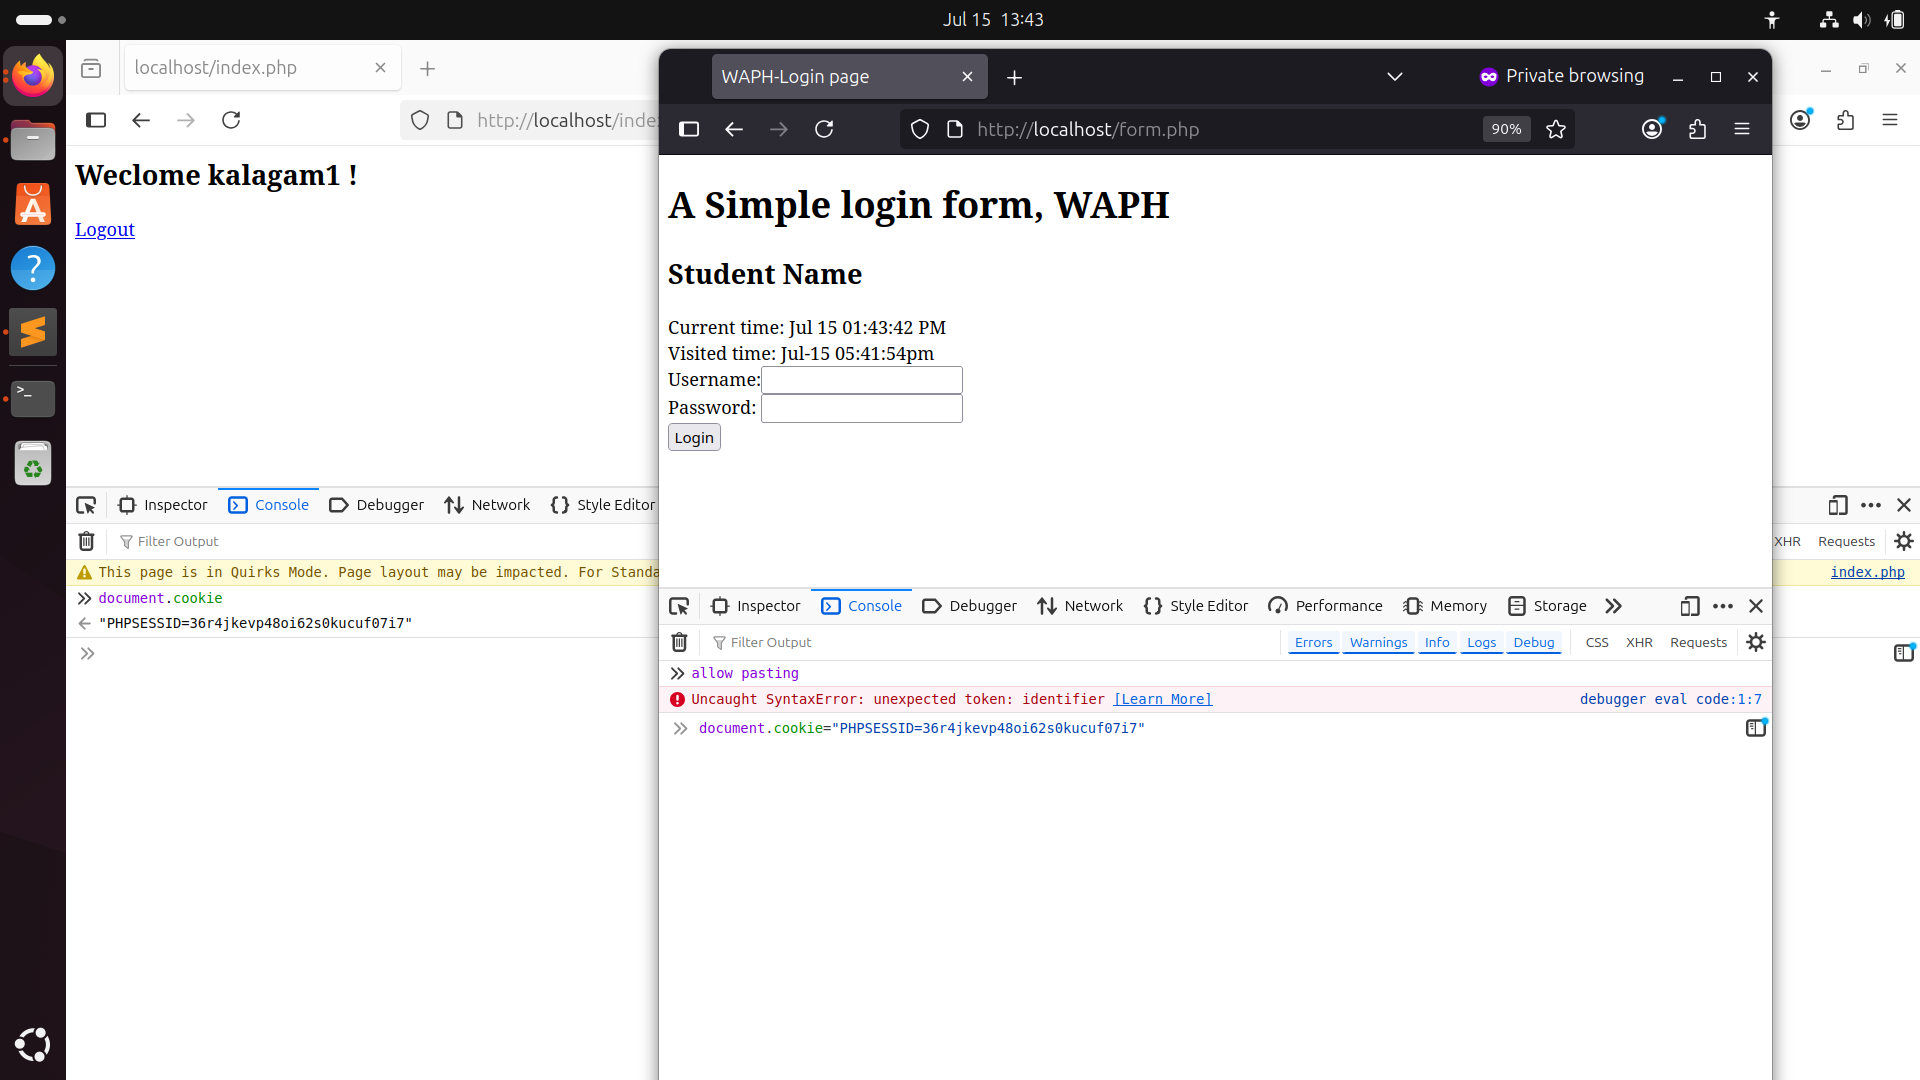 Jul 15 13:43
localhost/index.php
http://localhost/inde
Weclome kalagam1 !
Logout
Inspector
Console
Debugger
Network
Style Editor
Filter Output
XHR
Requests
This page is in Quirks Mode. Page layout may be impacted. For Standa
index.php
document.cookie
"PHPSESSID=36r4jkevp48oi62s0kucuf07i7"
WAPH-Login page
Private browsing
http://localhost/form.php
90%
A Simple login form, WAPH
Student Name
Current time: Jul 15 01:43:42 PM
Visited time: Jul-15 05:41:54pm
Username:
Password:
Login
Inspector
Console
Debugger
Network
Style Editor
Performance
Memory
Storage
Filter Output
Errors
Warnings
Info
Logs
Debug
CSS
XHR
Requests
allow pasting
Uncaught SyntaxError: unexpected token: identifier [Learn More]
debugger eval code:1:7
document.cookie="PHPSESSID=36r4jkevp48oi62s0kucuf07i7"